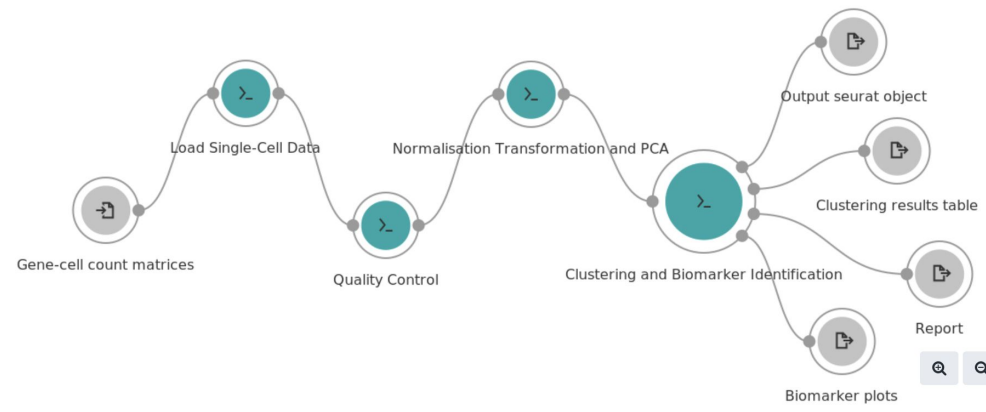 Output seurat object
Load Single-Cell Data
Normalisation Transformation and PCA
Clustering results table
Gene-cell count matrices
Quality Control
Clustering and Biomarker Identification
Report
Biomarker plots